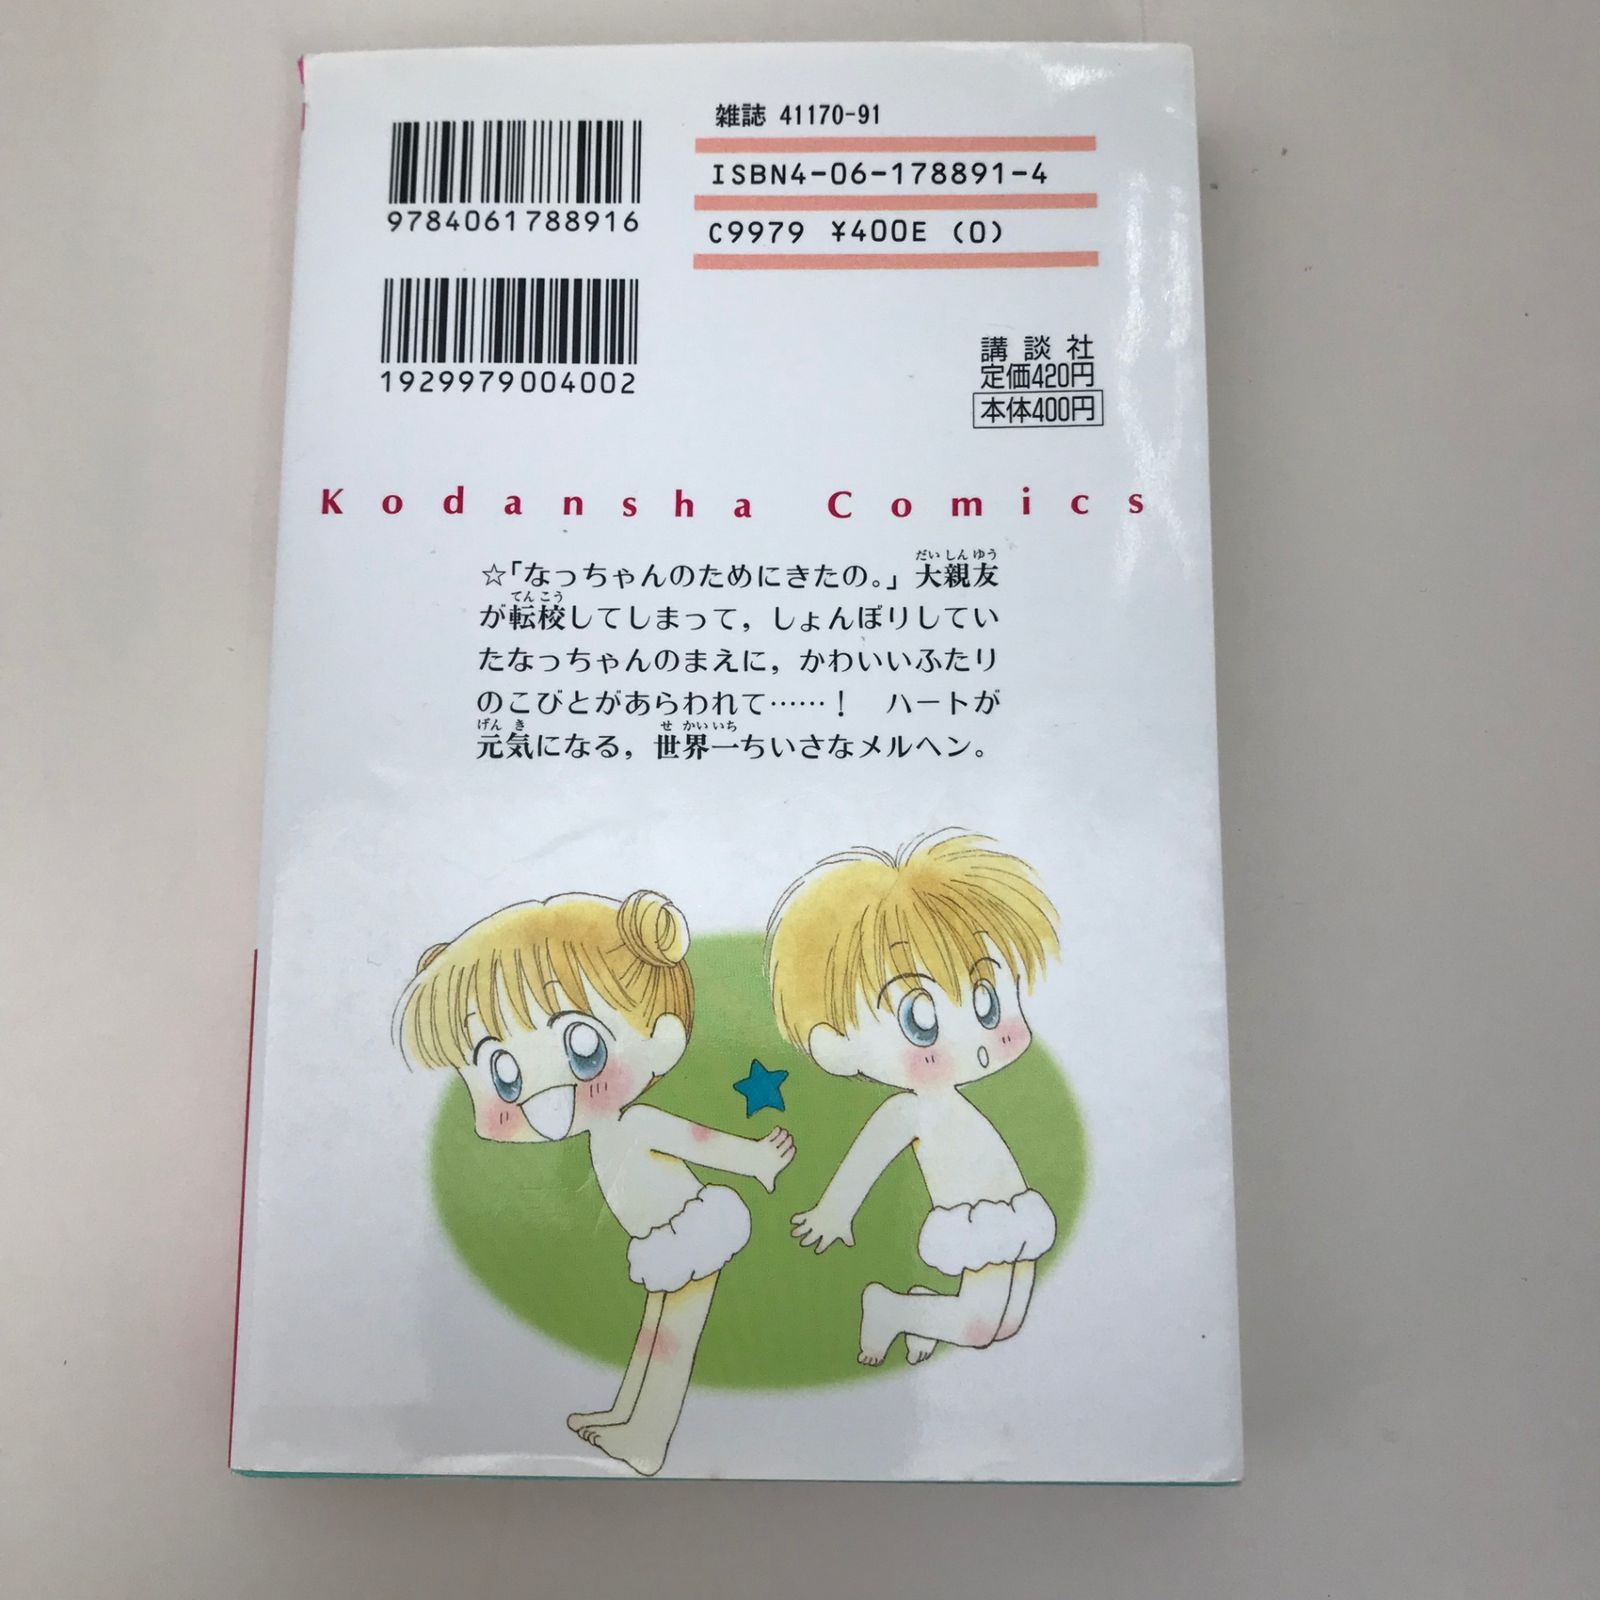 雑誌 41170-91
ISBN4-06-178891-4
C9979 ¥400E (0)
9784061788916
1929979004002
講談社
定価420円
本体400円
Kodansha Comics
だいしんゆう
☆「なっちゃんのためにきたの。」大親友
てんこう
が転校してしまって，しょんぼりしてい
たなっちゃんのまえに，かわいいふたり
のこびとがあらわれて……！　ハートが
げんき せかいいち
元気になる，世界一ちいさなメルヘン。